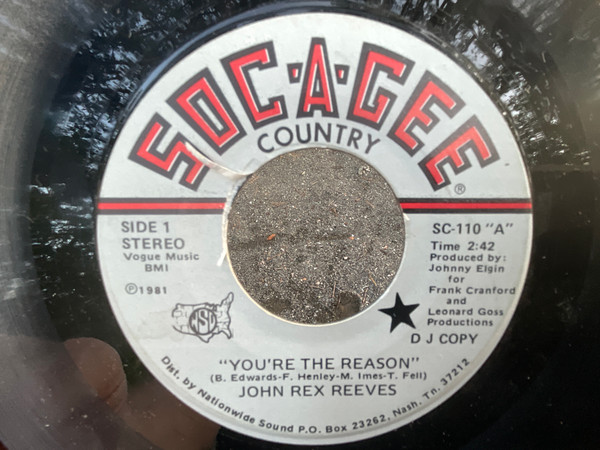 SOC·A·GEE
®
COUNTRY
SIDE 1
STEREO
Vogue Music
BMI
℗1981
SC-110 "A"
Time 2:42
Produced by:
Johnny Elgin
for
Frank Cranford
and
Leonard Goss
Productions
D J COPY
NSD
"YOU'RE THE REASON"
(B. Edwards-F. Henley-M. Imes-T. Fell)
JOHN REX REEVES
Dist. by Nationwide Sound P.O. Box 23262, Nash. Tn. 37212